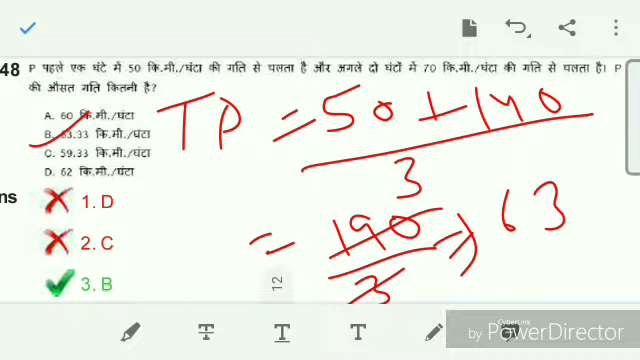 48 P पहले एक घंटे में 50 कि.मी./घंटा की गति से चलता है और अगले दो घंटों में 70 कि.मी./घंटा की गति से चलता है। P
की औसत गति कितनी है?
A. 60 कि.मी./घंटा
B. 63.33 कि.मी./घंटा
C. 59.33 कि.मी./घंटा
D. 62 कि.मी./घंटा
TP = 50 + 140
3
ns 1. D
2. C
3. B
= 190 ⇒ 63
3
12
T T T
by CyberLink PowerDirector